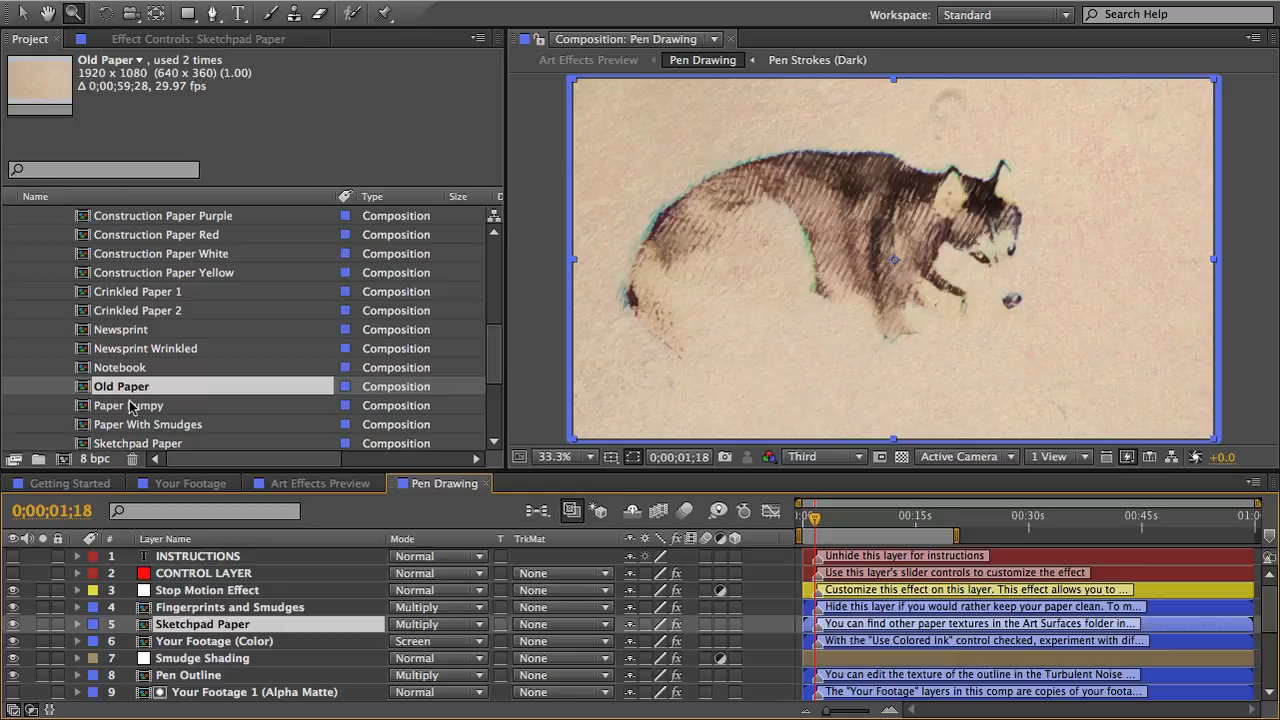 Workspace: Standard
Search Help
Project
Effect Controls: Sketchpad Paper
Old Paper , used 2 times
1920 x 1080 (640 x 360) (1.00)
Δ 0;00;59;28, 29.97 fps
Name Type Size
Construction Paper Purple Composition
Construction Paper Red Composition
Construction Paper White Composition
Construction Paper Yellow Composition
Crinkled Paper 1 Composition
Crinkled Paper 2 Composition
Newsprint Composition
Newsprint Wrinkled Composition
Notebook Composition
Old Paper Composition
Paper Composition
Paper With Smudges Composition
Sketchpad Paper Composition
8 bpc
Composition: Pen Drawing
Art Effects Preview Pen Drawing Pen Strokes (Dark)
33.3% 0;00;01;18 Third Active Camera 1 View +0.0
Getting Started Your Footage Art Effects Preview Pen Drawing
0;00;01;18
# Layer Name Mode T TrkMat
00s 00:15s 00:30s 00:45s 01:0
1 T INSTRUCTIONS Normal Unhide this layer for instructions
2 CONTROL LAYER Normal None Use this layer's slider controls to customize the effect
3 Stop Motion Effect Normal None Customize this effect on this layer. This effect allows you to ...
4 Fingerprints and Smudges Multiply None Hide this layer if you would rather keep your paper clean. To m...
5 Sketchpad Paper Multiply None You can find other paper textures in the Art Surfaces folder in...
6 Your Footage (Color) Screen None With the "Use Colored Ink" control checked, experiment with dif...
7 Smudge Shading Normal None
8 Pen Outline Multiply None You can edit the texture of the outline in the Turbulent Noise ...
9 Your Footage 1 (Alpha Matte) Normal None The "Your Footage" layers in this comp are copies of your foota...